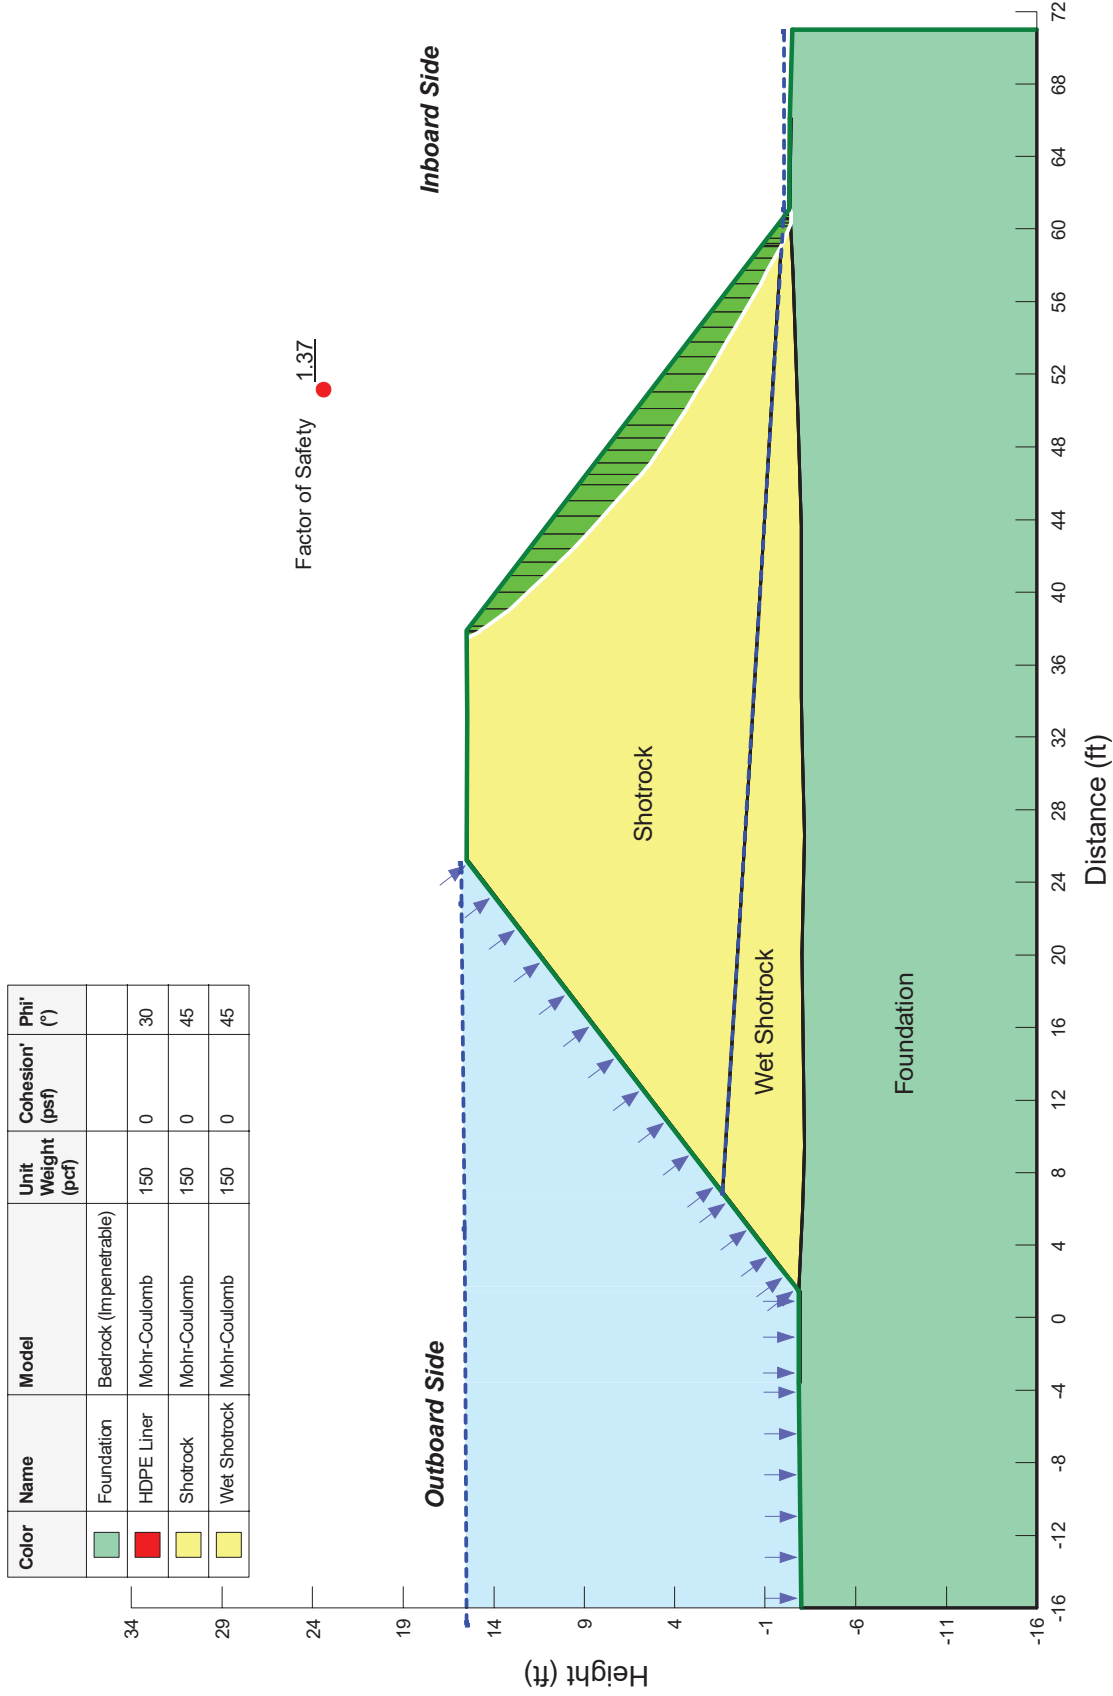 Color Name Model Unit Weight (pcf) Cohesion' (psf) Phi' (°)
Foundation Bedrock (Impenetrable)
HDPE Liner Mohr-Coulomb 150 0 30
Shotrock Mohr-Coulomb 150 0 45
Wet Shotrock Mohr-Coulomb 150 0 45
Factor of Safety 1.37
Outboard Side
Inboard Side
Shotrock
Wet Shotrock
Foundation
Height (ft)
34
29
24
19
14
9
4
-1
-6
-11
-16
-16 -12 -8 -4 0 4 8 12 16 20 24 28 32 36 40 44 48 52 56 60 64 68 72
Distance (ft)